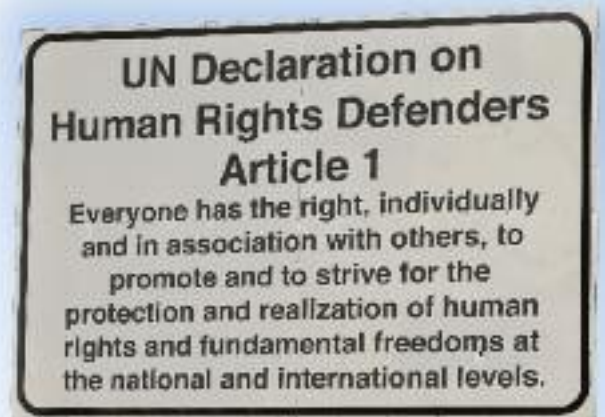 UN Declaration on
Human Rights Defenders
Article 1
Everyone has the right, individually
and in association with others, to
promote and to strive for the
protection and realization of human
rights and fundamental freedoms at
the national and international levels.